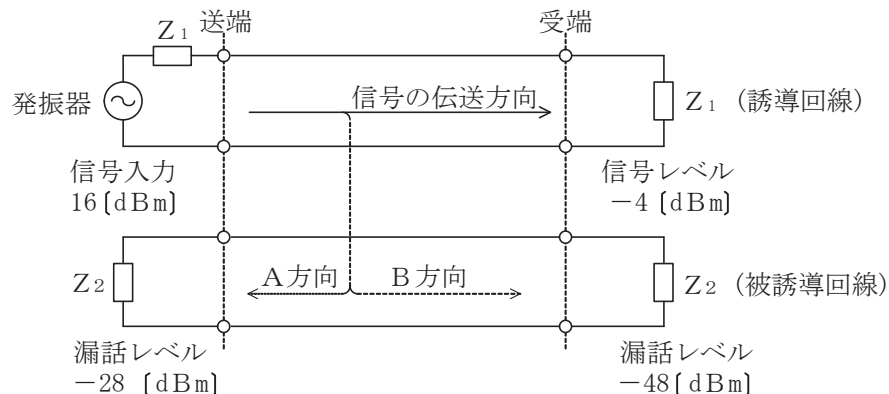 送端
受端
Z1
発振器
信号の伝送方向
Z1 (誘導回線)
信号入力
16〔dBm〕
信号レベル
−4〔dBm〕
Z2
A方向
B方向
Z2 (被誘導回線)
漏話レベル
−28〔dBm〕
漏話レベル
−48〔dBm〕